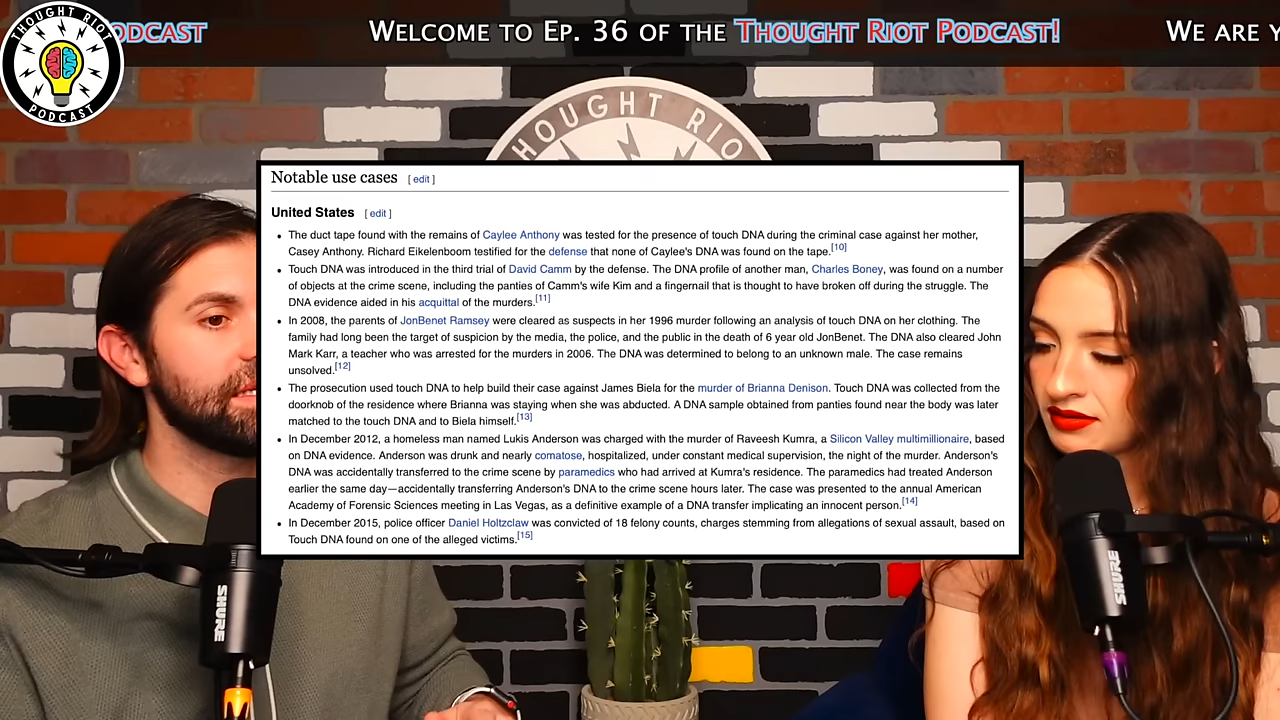 THOUGHT RIOT
PODCAST
ODCAST
WELCOME TO EP. 36 OF THE THOUGHT RIOT PODCAST!
WE ARE Y
HOUGHT RIO
Notable use cases [ edit ]
United States [ edit ]
• The duct tape found with the remains of Caylee Anthony was tested for the presence of touch DNA during the criminal case against her mother,
Casey Anthony. Richard Eikelenboom testified for the defense that none of Caylee's DNA was found on the tape.[10]
• Touch DNA was introduced in the third trial of David Camm by the defense. The DNA profile of another man, Charles Boney, was found on a number
of objects at the crime scene, including the panties of Camm's wife Kim and a fingernail that is thought to have broken off during the struggle. The
DNA evidence aided in his acquittal of the murders.[11]
• In 2008, the parents of JonBenet Ramsey were cleared as suspects in her 1996 murder following an analysis of touch DNA on her clothing. The
family had long been the target of suspicion by the media, the police, and the public in the death of 6 year old JonBenet. The DNA also cleared John
Mark Karr, a teacher who was arrested for the murders in 2006. The DNA was determined to belong to an unknown male. The case remains
unsolved.[12]
• The prosecution used touch DNA to help build their case against James Biela for the murder of Brianna Denison. Touch DNA was collected from the
doorknob of the residence where Brianna was staying when she was abducted. A DNA sample obtained from panties found near the body was later
matched to the touch DNA and to Biela himself.[13]
• In December 2012, a homeless man named Lukis Anderson was charged with the murder of Raveesh Kumra, a Silicon Valley multimillionaire, based
on DNA evidence. Anderson was drunk and nearly comatose, hospitalized, under constant medical supervision, the night of the murder. Anderson's
DNA was accidentally transferred to the crime scene by paramedics who had arrived at Kumra's residence. The paramedics had treated Anderson
earlier the same day—accidentally transferring Anderson's DNA to the crime scene hours later. The case was presented to the annual American
Academy of Forensic Sciences meeting in Las Vegas, as a definitive example of a DNA transfer implicating an innocent person.[14]
• In December 2015, police officer Daniel Holtzclaw was convicted of 18 felony counts, charges stemming from allegations of sexual assault, based on
Touch DNA found on one of the alleged victims.[15]
SHURE
SHURE